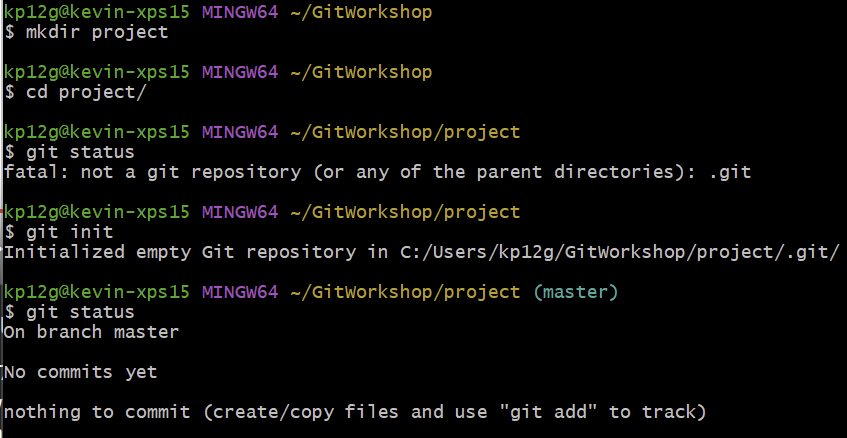 kp12g@kevin-xps15 MINGW64 ~/GitWorkshop
$ mkdir project
kp12g@kevin-xps15 MINGW64 ~/GitWorkshop
$ cd project/
kp12g@kevin-xps15 MINGW64 ~/GitWorkshop/project
$ git status
fatal: not a git repository (or any of the parent directories): .git
kp12g@kevin-xps15 MINGW64 ~/GitWorkshop/project
$ git init
Initialized empty Git repository in C:/Users/kp12g/GitWorkshop/project/.git/
kp12g@kevin-xps15 MINGW64 ~/GitWorkshop/project (master)
$ git status
On branch master
No commits yet
nothing to commit (create/copy files and use "git add" to track)